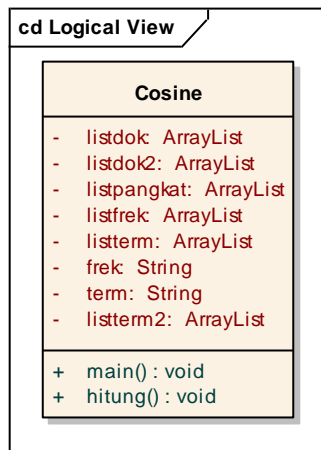 cd Logical View
Cosine
- listdok: ArrayList
- listdok2: ArrayList
- listpangkat: ArrayList
- listfrek: ArrayList
- listterm: ArrayList
- frek: String
- term: String
- listterm2: ArrayList
+ main() : void
+ hitung() : void